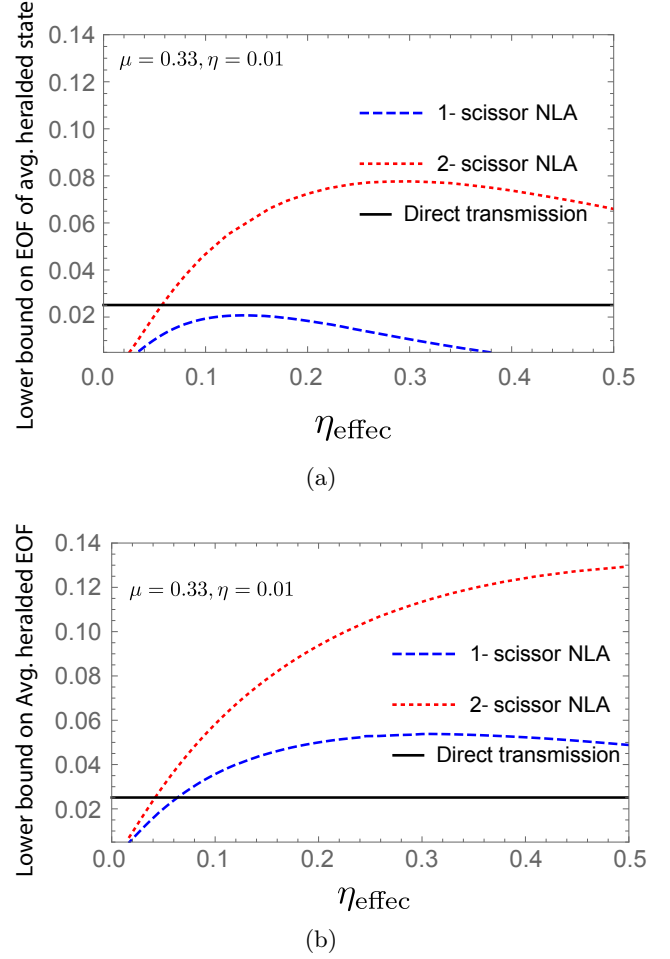 Lower bound on EOF of avg. heralded state
0.14
0.12
0.10
0.08
0.06
0.04
0.02
μ = 0.33, η = 0.01
1- scissor NLA
2- scissor NLA
Direct transmission
0.0 0.1 0.2 0.3 0.4 0.5
ηeffec
(a)
Lower bound on Avg. heralded EOF
0.14
0.12
0.10
0.08
0.06
0.04
0.02
μ = 0.33, η = 0.01
1- scissor NLA
2- scissor NLA
Direct transmission
0.0 0.1 0.2 0.3 0.4 0.5
ηeffec
(b)